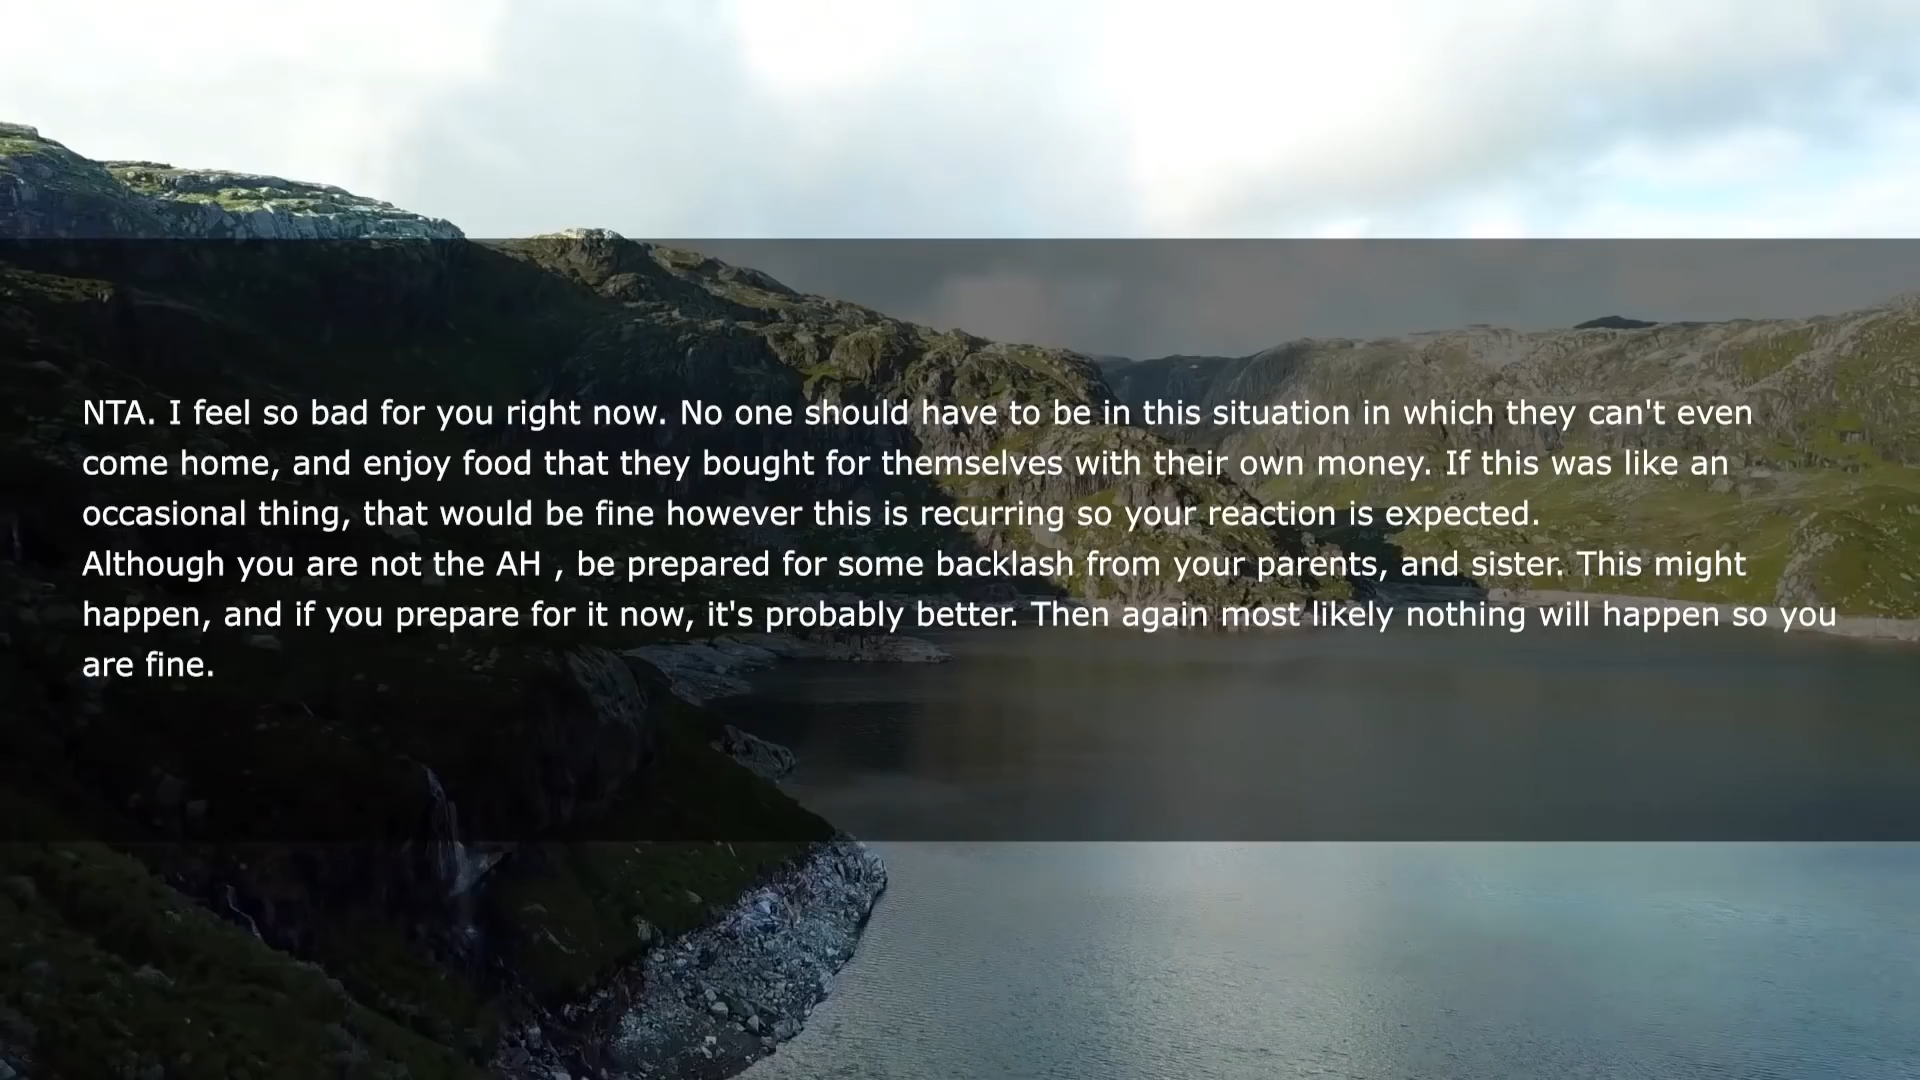 NTA. I feel so bad for you right now. No one should have to be in this situation in which they can't even
come home, and enjoy food that they bought for themselves with their own money. If this was like an
occasional thing, that would be fine however this is recurring so your reaction is expected.
Although you are not the AH , be prepared for some backlash from your parents, and sister. This might
happen, and if you prepare for it now, it's probably better. Then again most likely nothing will happen so you
are fine.